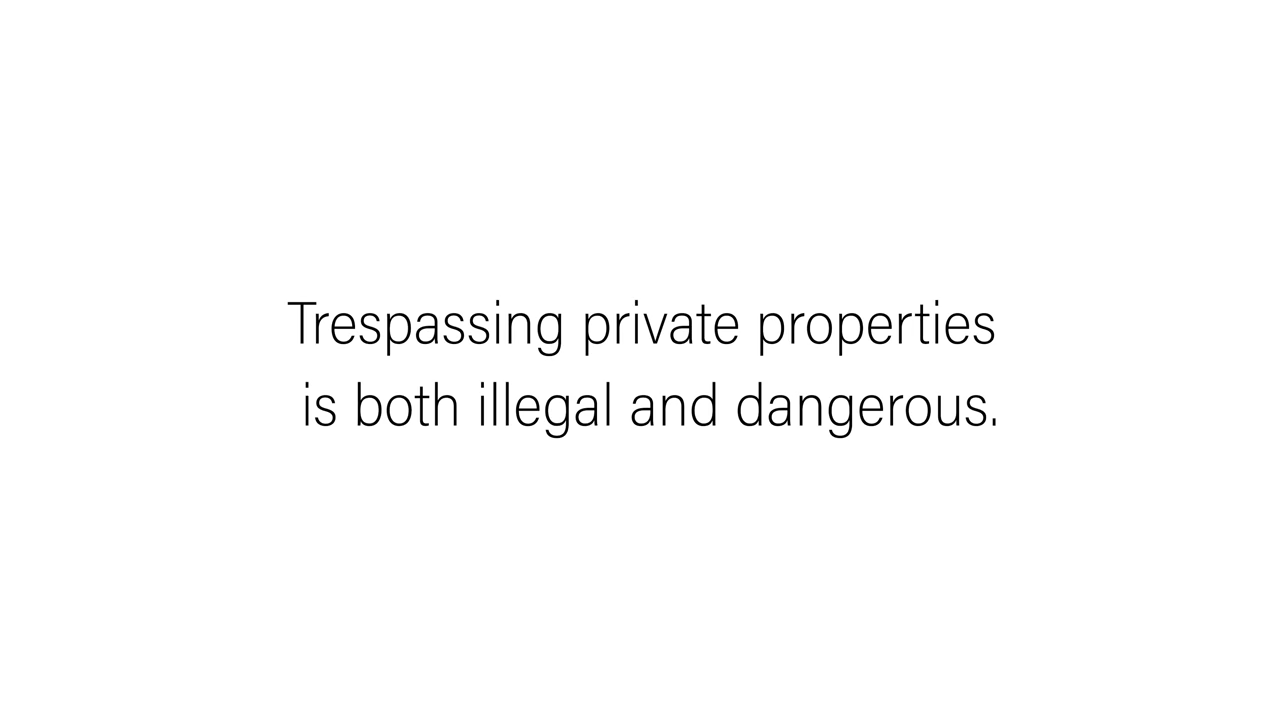 Trespassing private properties
is both illegal and dangerous.